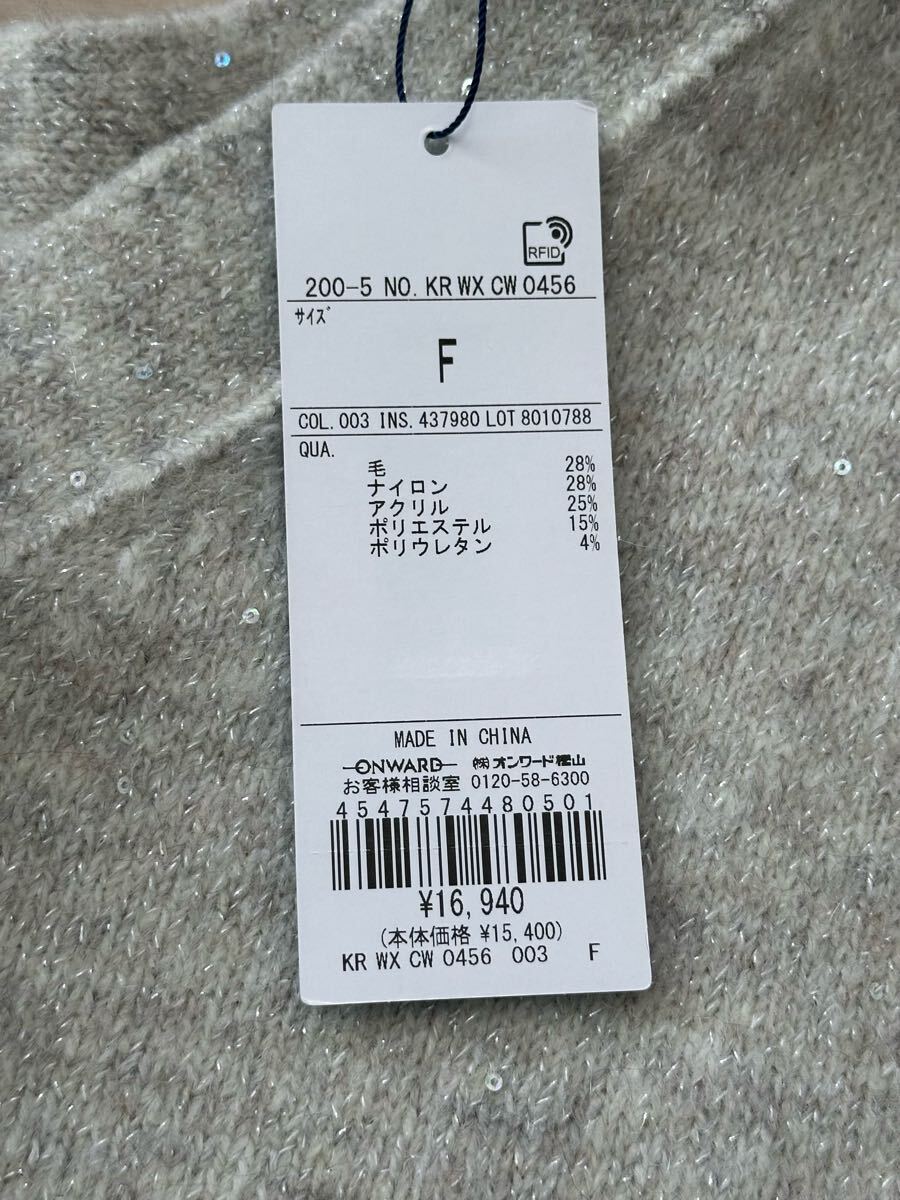 RFID
200-5 NO. KR WX CW 0456
ｻｲｽﾞ
F
COL. 003 INS. 437980 LOT 8010788
QUA.
毛 28%
ナイロン 28%
アクリル 25%
ポリエステル 15%
ポリウレタン 4%
MADE IN CHINA
ONWARD ㈱オンワード樫山
お客様相談室 0120-58-6300
4547574480501
¥16,940
(本体価格 ¥15,400)
KR WX CW 0456 003 F